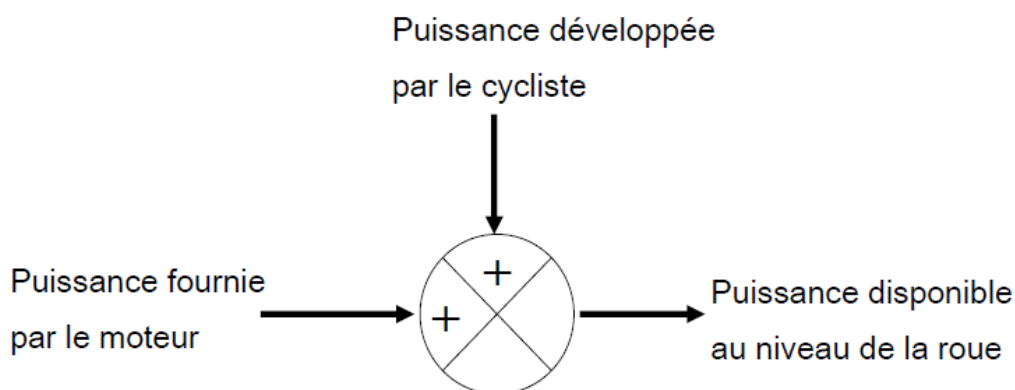 Puissance développée
par le cycliste
+
Puissance fournie
par le moteur
+
Puissance disponible
au niveau de la roue